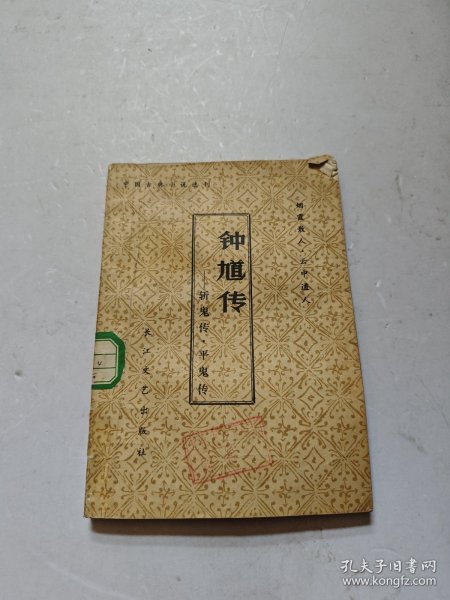 中国古典小说选刊
烟霞散人·云中道人
钟馗传
——斩鬼传·平鬼传
长江文艺出版社
V
孔夫子旧书网
www.kongfz.com